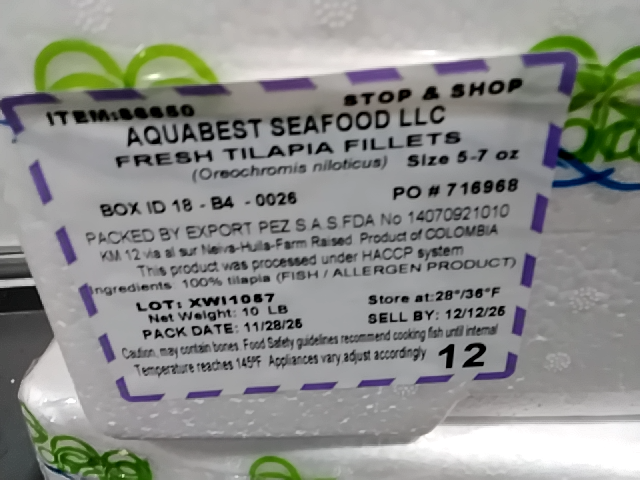 ITEM:86650 STOP & SHOP
AQUABEST SEAFOOD LLC
FRESH TILAPIA FILLETS
(Oreochromis niloticus) Size 5-7 oz
BOX ID 18 - B4 - 0026 PO # 716968
PACKED BY EXPORT PEZ S.A.S.FDA No 14070921010
KM 12 via al sur Neiva-Huila-Farm Raised Product of COLOMBIA
This product was processed under HACCP system
Ingredients 100% tilapia (FISH / ALLERGEN PRODUCT)
LOT: XWI1087 Store at:28°/36°F
Net Weight: 10 LB
PACK DATE: 11/28/25 SELL BY: 12/12/25
Caution, may contain bones. Food Safety guidelines recommend cooking fish until internal
Temperature reaches 145ºF. Appliances vary,adjust accordingly 12